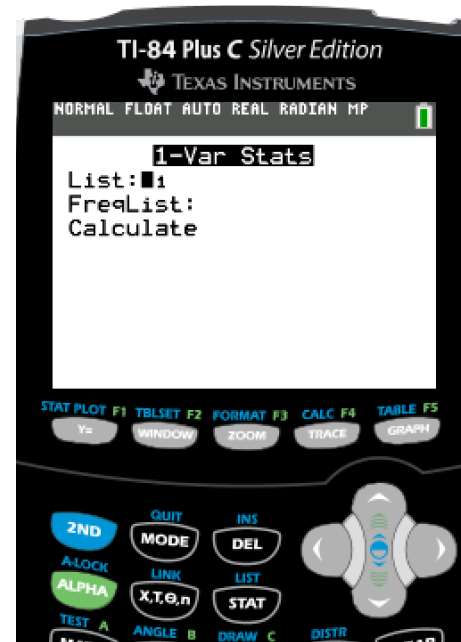 TI-84 Plus C Silver Edition
TEXAS INSTRUMENTS
NORMAL FLOAT AUTO REAL RADIAN MP
1-Var Stats
List:
FreqList:
Calculate
STAT PLOT F1 TBLSET F2 FORMAT F3 CALC F4 TABLE F5
Y= WINDOW ZOOM TRACE GRAPH
QUIT INS
2ND MODE DEL
A-LOCK LINK LIST
ALPHA X,T,Θ,n STAT
TEST A ANGLE B DRAW C DISTR